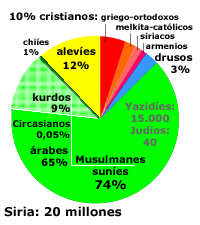 10% cristianos: griego-ortodoxos
melkita-católicos
siriacos
armenios
chiíes
1%
alevíes
12%
drusos
3%
kurdos
9%
Yazidios:
15.000
Judíos:
40
Circasianos
0,05%
árabes
65%
Musulmanes
suníes
74%
Siria: 20 millones